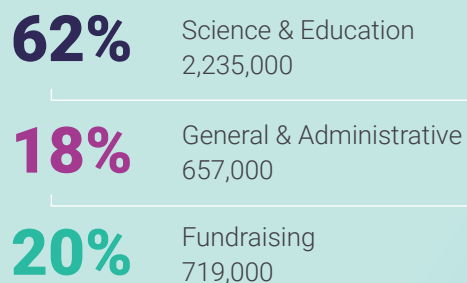 62%
Science & Education
2,235,000
18%
General & Administrative
657,000
20%
Fundraising
719,000